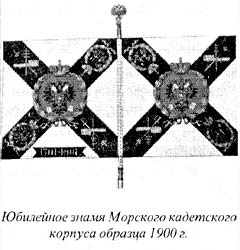 Юбилейное знамя Морского кадетского
корпуса образца 1900 г.